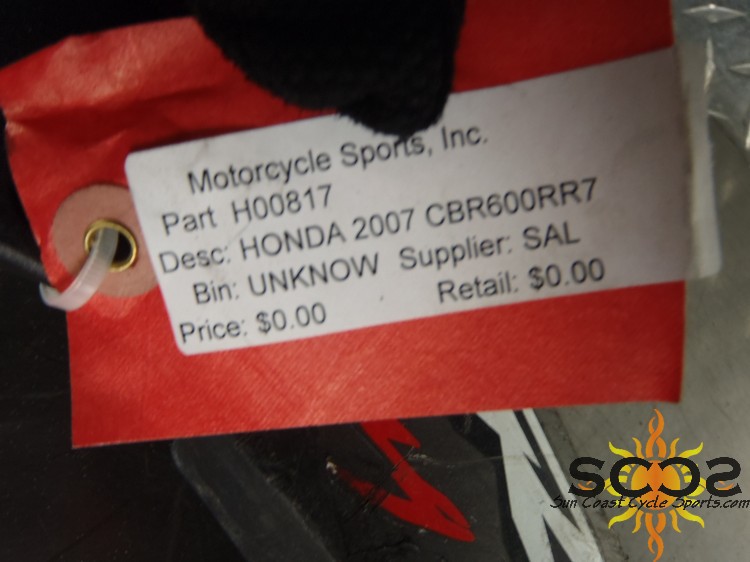 Motorcycle Sports, Inc.
Part H00817
Desc: HONDA 2007 CBR600RR7
Bin: UNKNOW Supplier: SAL
Price: $0.00 Retail: $0.00
SCCS
Sun Coast Cycle Sports.com